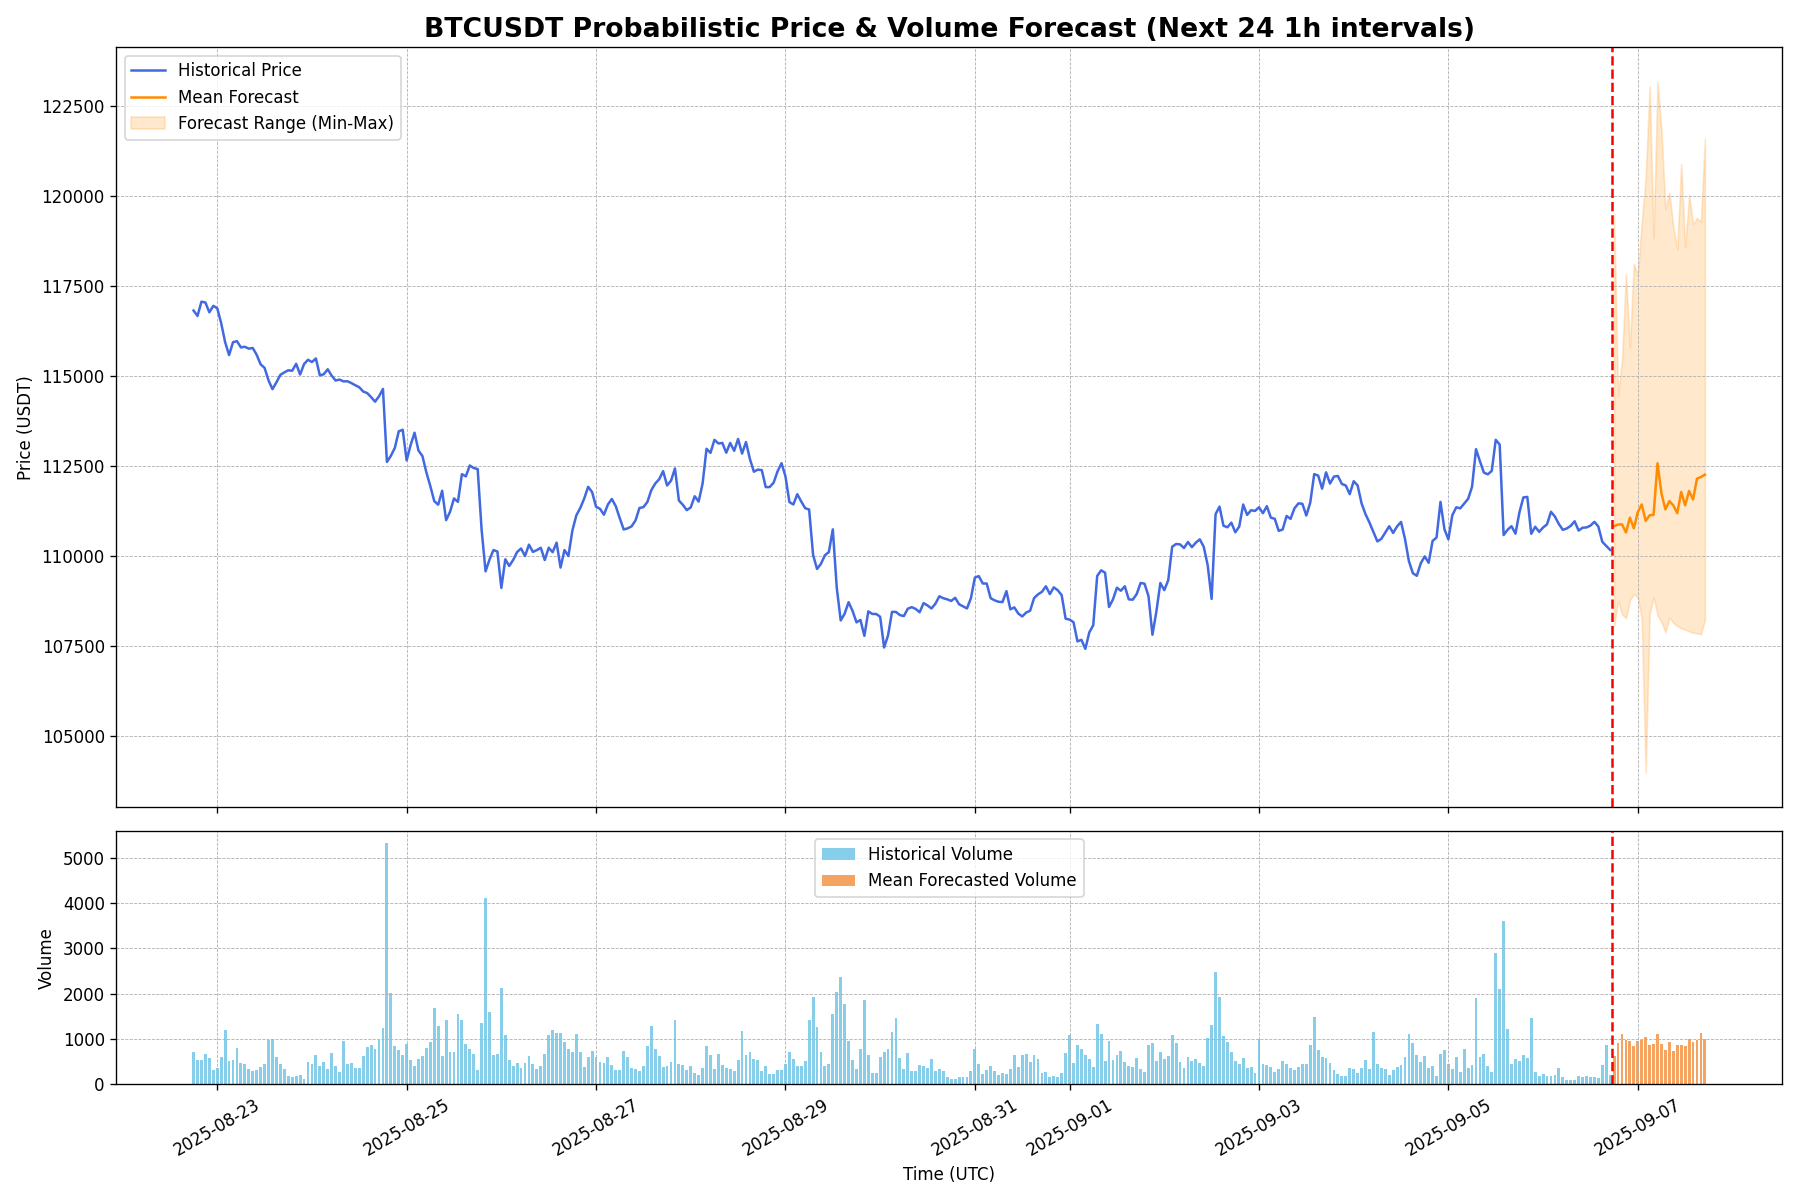 BTCUSDT Probabilistic Price & Volume Forecast (Next 24 1h intervals)
Historical Price
Mean Forecast
Forecast Range (Min-Max)
Price (USDT)
122500
120000
117500
115000
112500
110000
107500
105000
Historical Volume
Mean Forecasted Volume
Volume
5000
4000
3000
2000
1000
0
2025-08-23
2025-08-25
2025-08-27
2025-08-29
2025-08-31
2025-09-01
2025-09-03
2025-09-05
2025-09-07
Time (UTC)